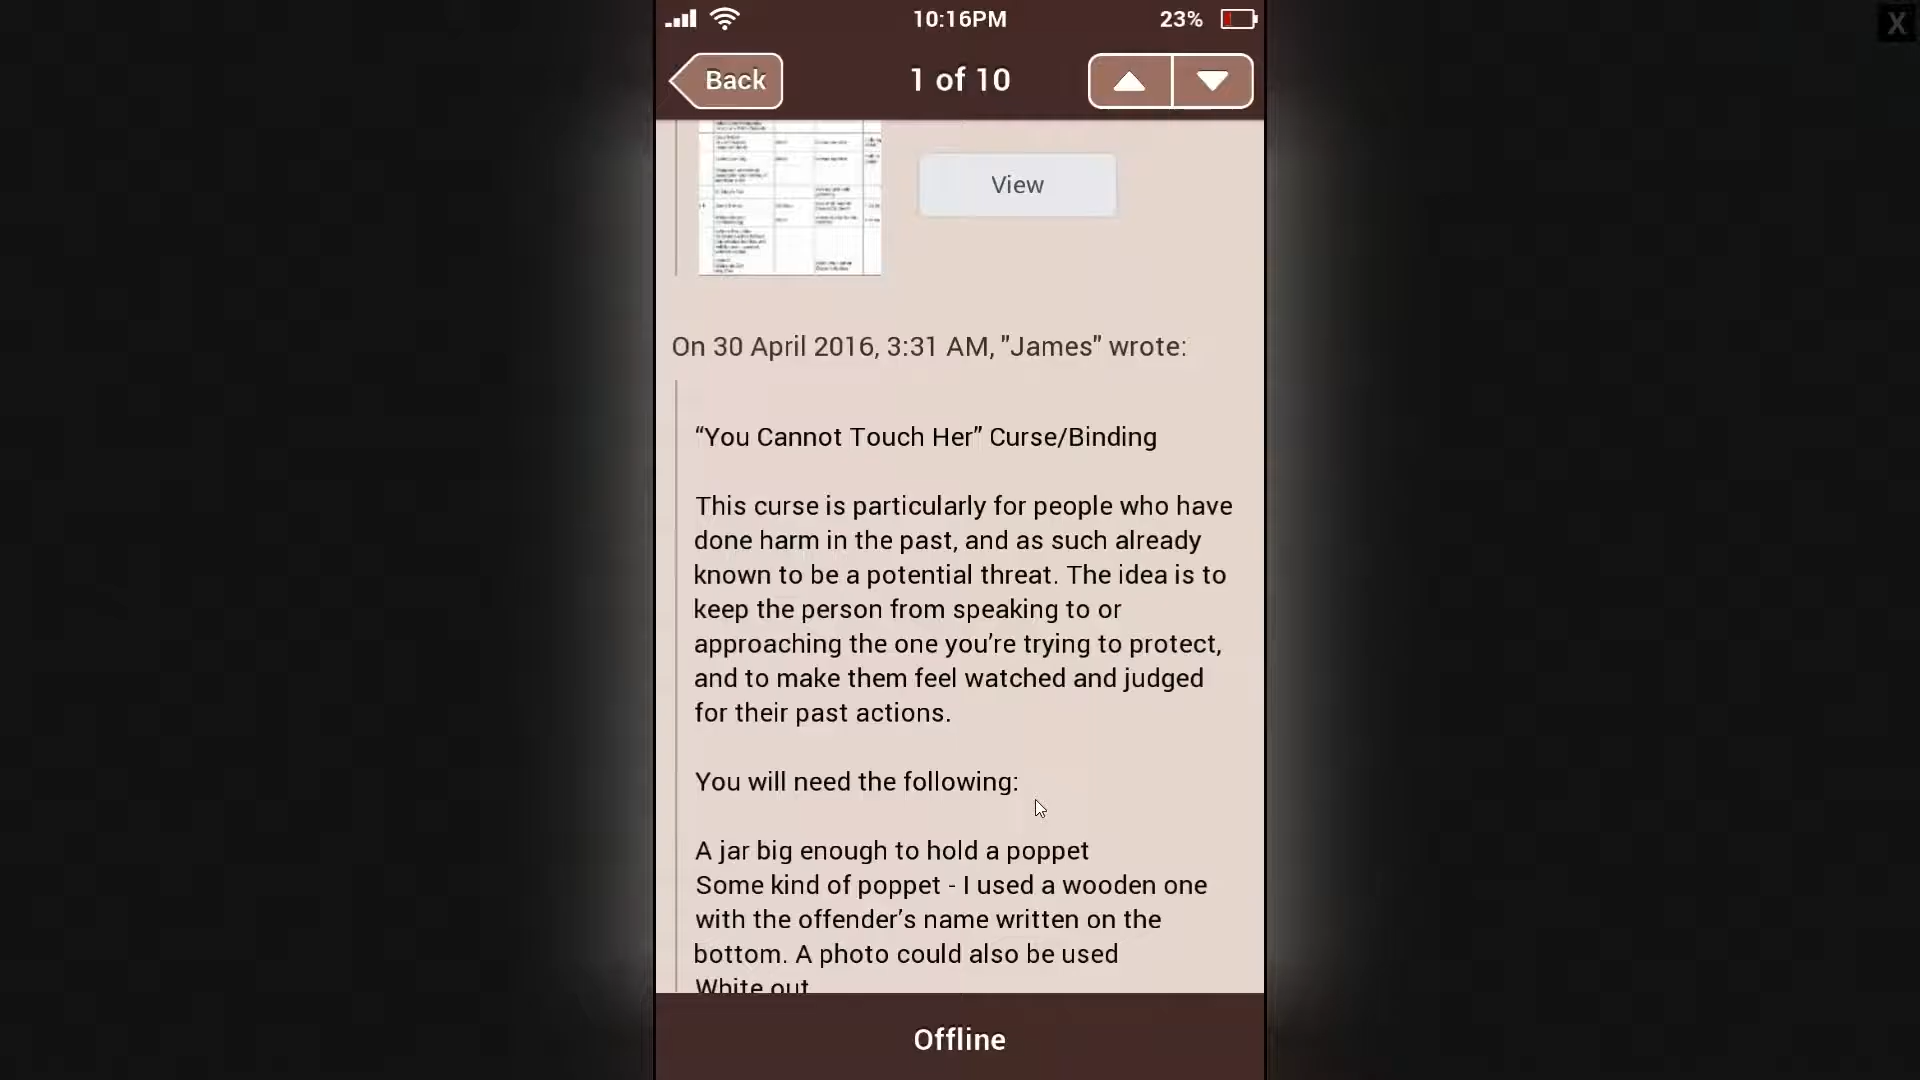 10:16PM
23%
X
Back
1 of 10
View
On 30 April 2016, 3:31 AM, "James" wrote:
“You Cannot Touch Her” Curse/Binding
This curse is particularly for people who have
done harm in the past, and as such already
known to be a potential threat. The idea is to
keep the person from speaking to or
approaching the one you’re trying to protect,
and to make them feel watched and judged
for their past actions.
You will need the following:
A jar big enough to hold a poppet
Some kind of poppet - I used a wooden one
with the offender’s name written on the
bottom. A photo could also be used
White out
Offline